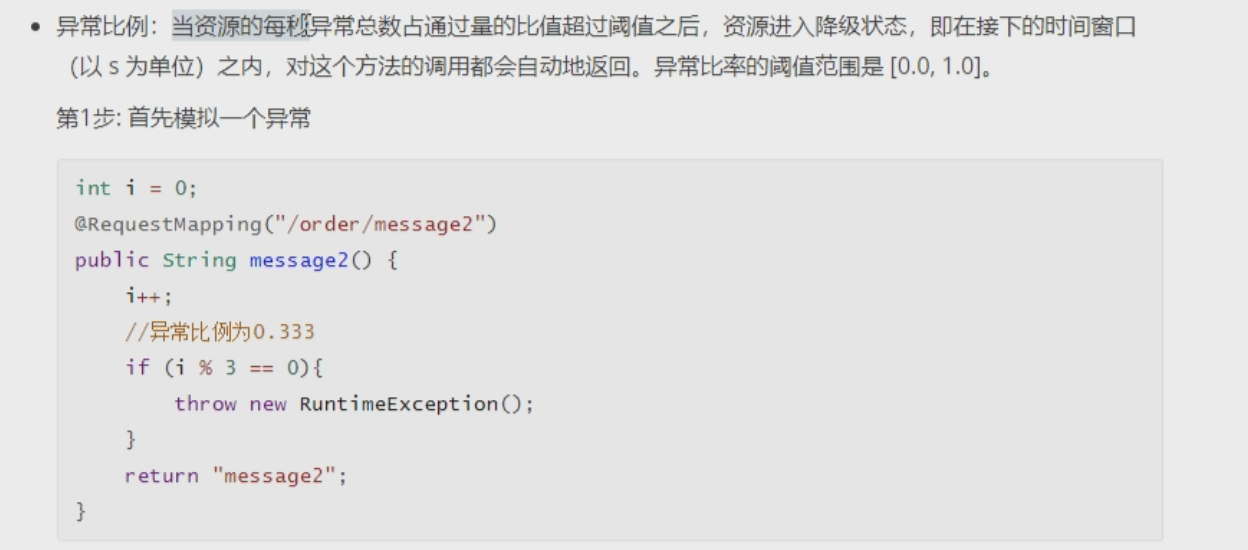 • 异常比例：当资源的每秒异常总数占通过量的比值超过阈值之后，资源进入降级状态，即在接下的时间窗口
（以 s 为单位）之内，对这个方法的调用都会自动地返回。异常比率的阈值范围是 [0.0, 1.0]。
第1步: 首先模拟一个异常
int i = 0;
@RequestMapping("/order/message2")
public String message2() {
    i++;
    //异常比例为0.333
    if (i % 3 == 0){
        throw new RuntimeException();
    }
    return "message2";
}